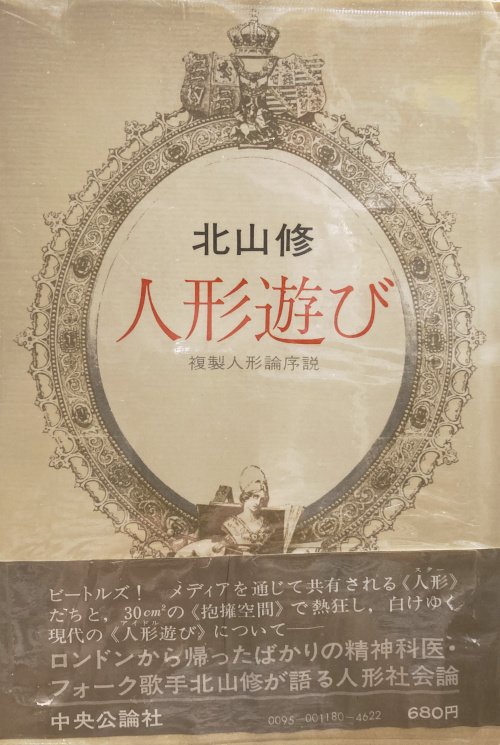 北山修
人形遊び
複製人形論序説
ビートルズ！　メディアを通じて共有される《人形》
だちと，30cm²の《抱擁空間》で熱狂し，白けゆく
現代の《人形遊び》について──
ロンドンから帰ったばかりの精神科医・
フォーク歌手北山修が語る人形社会論
中央公論社　0095-001180-4622　680円